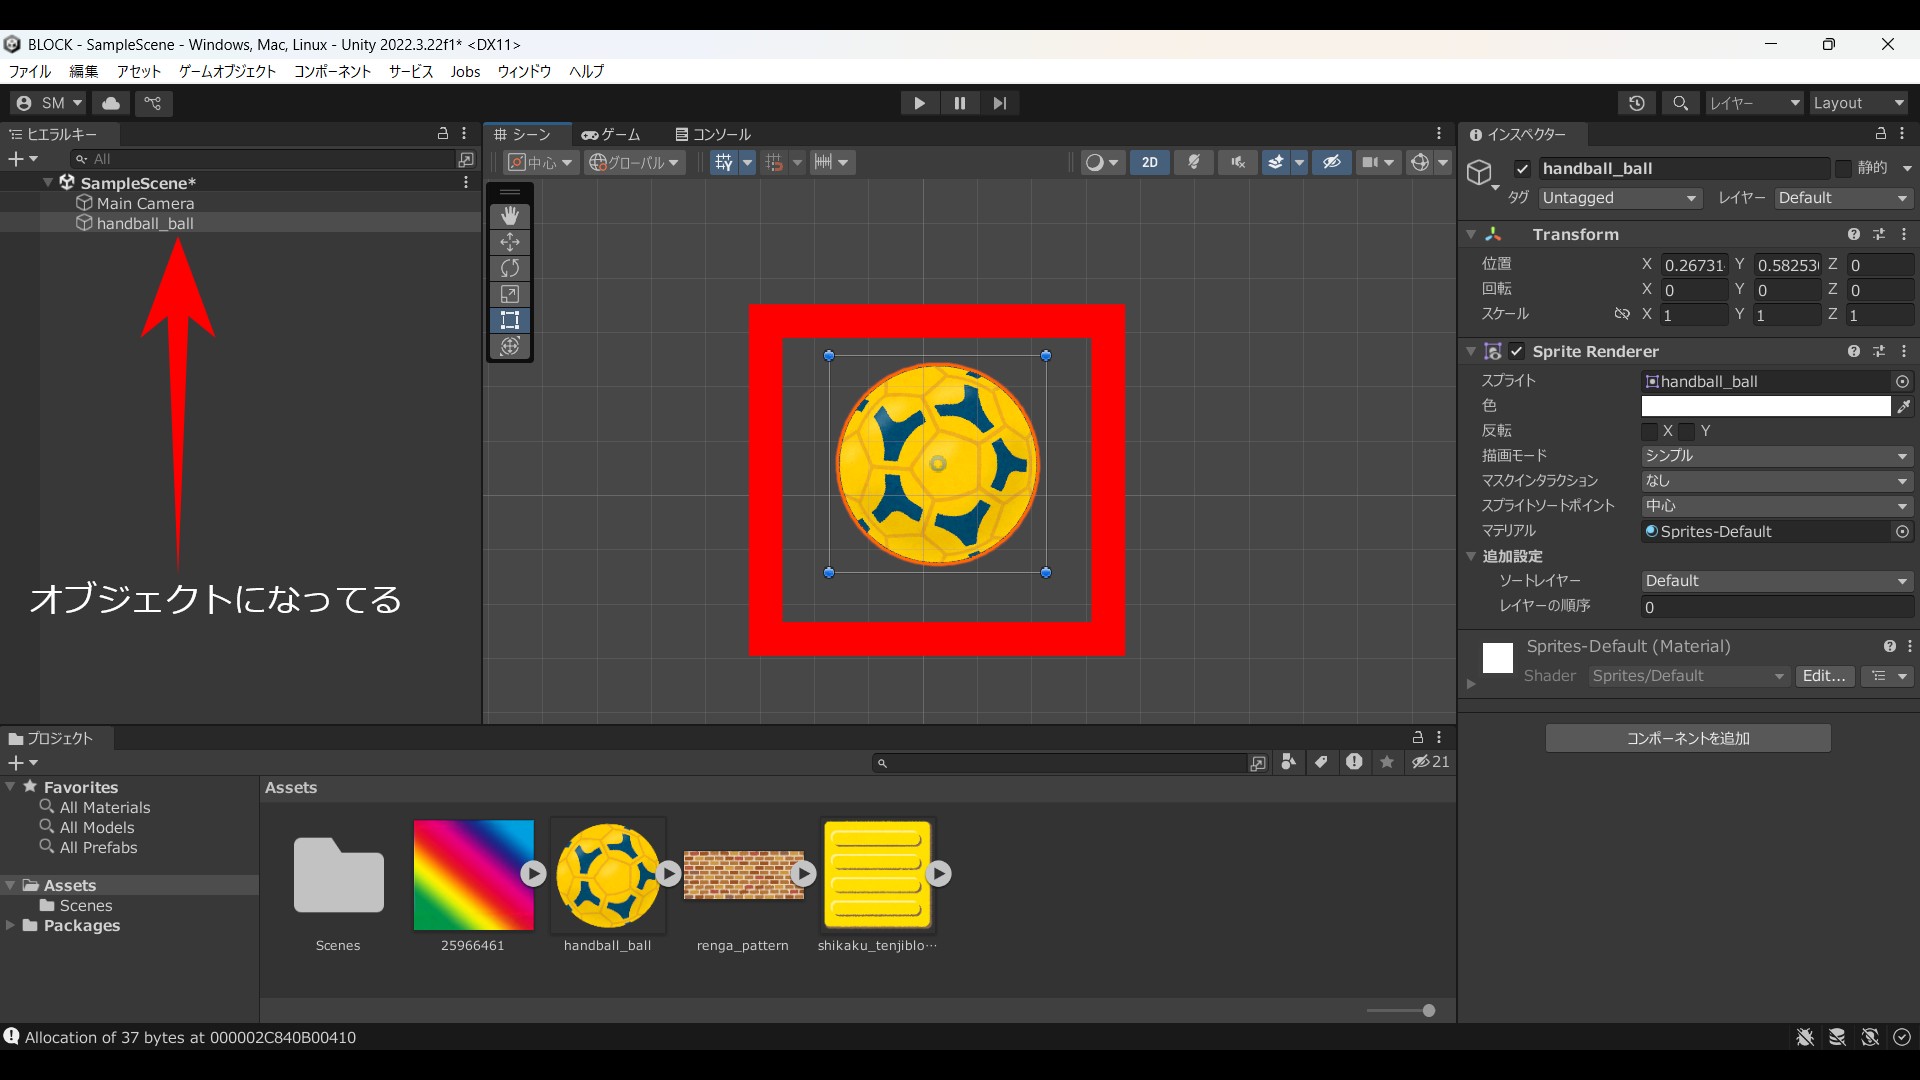 BLOCK - SampleScene - Windows, Mac, Linux - Unity 2022.3.22f1* <DX11>
ファイル 編集 アセット ゲームオブジェクト コンポーネント サービス Jobs ウィンドウ ヘルプ
SM レイヤー Layout
ヒエラルキー
All
SampleScene*
Main Camera
handball_ball
オブジェクトになってる
シーン ゲーム コンソール
中心 グローバル 2D
インスペクター
handball_ball 静的
タグ Untagged レイヤー Default
Transform
位置 X 0.26731 Y 0.58253 Z 0
回転 X 0 Y 0 Z 0
スケール X 1 Y 1 Z 1
Sprite Renderer
スプライト handball_ball
色
反転 X Y
描画モード シンプル
マスクインタラクション なし
スプライトソートポイント 中心
マテリアル Sprites-Default
追加設定
ソートレイヤー Default
レイヤーの順序 0
Sprites-Default (Material)
Shader Sprites/Default Edit...
コンポーネントを追加
プロジェクト
21
Favorites
All Materials
All Models
All Prefabs
Assets
Scenes
Packages
Assets
Scenes 25966461 handball_ball renga_pattern shikaku_tenjiblo...
Allocation of 37 bytes at 000002C840B00410